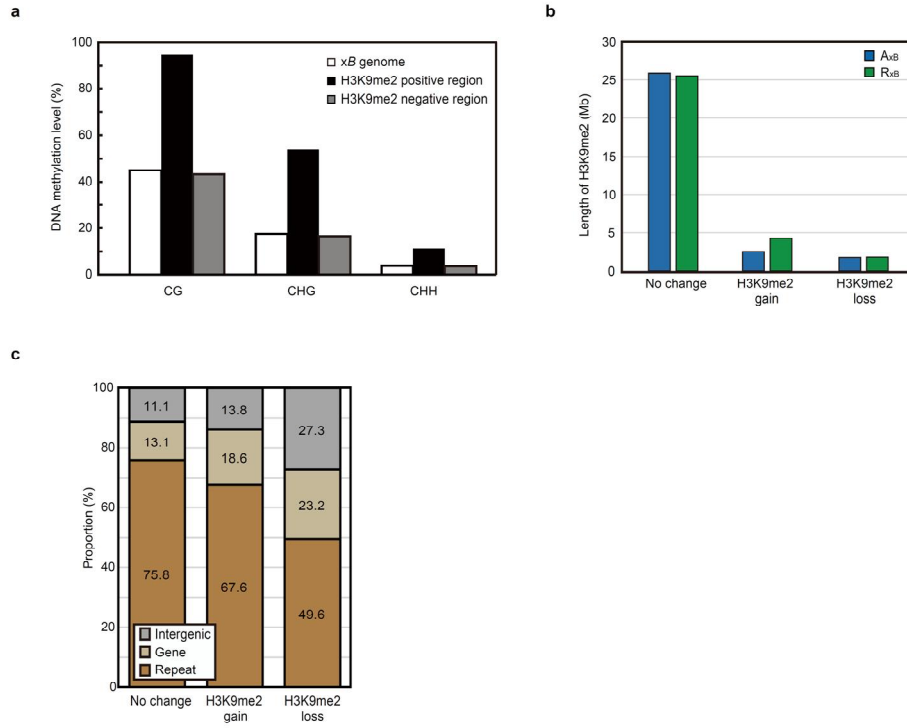 a
100
80
60
40
20
0
DNA methylation level (%)
xB genome
H3K9me2 positive region
H3K9me2 negative region
CG
CHG
CHH
b
30
25
20
15
10
5
0
Length of H3K9me2 (Mb)
AxB
RxB
No change
H3K9me2
gain
H3K9me2
loss
c
100
80
60
40
20
0
Proportion (%)
11.1
13.1
75.8
13.8
18.6
67.6
27.3
23.2
49.6
Intergenic
Gene
Repeat
No change
H3K9me2
gain
H3K9me2
loss